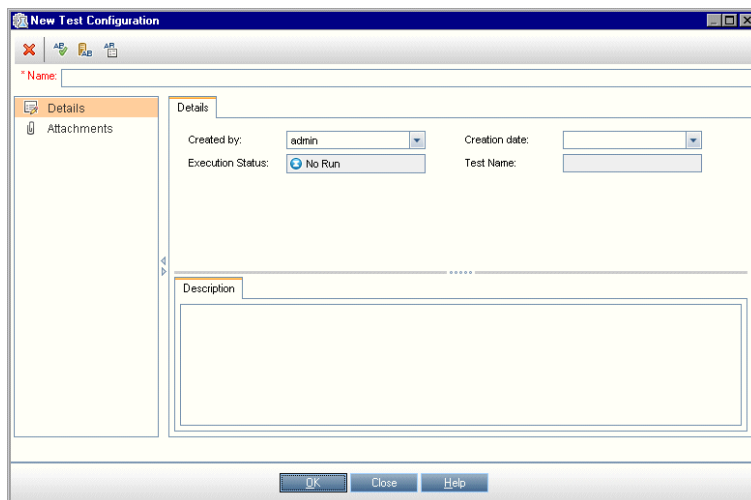 New Test Configuration
* Name:
Details
Attachments
Details
Created by: admin Creation date:
Execution Status: No Run Test Name:
Description
OK Close Help